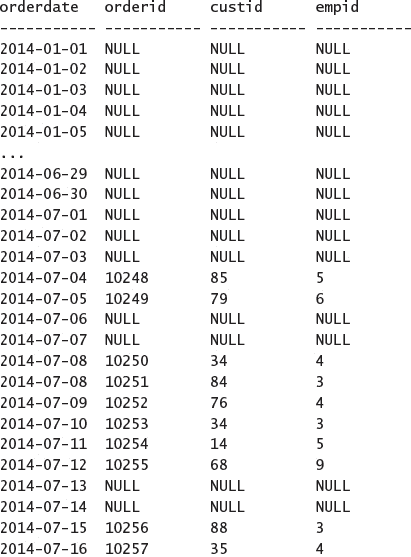 orderdate   orderid     custid      empid
----------- ----------- ----------- -----------
2014-01-01  NULL        NULL        NULL
2014-01-02  NULL        NULL        NULL
2014-01-03  NULL        NULL        NULL
2014-01-04  NULL        NULL        NULL
2014-01-05  NULL        NULL        NULL
...
2014-06-29  NULL        NULL        NULL
2014-06-30  NULL        NULL        NULL
2014-07-01  NULL        NULL        NULL
2014-07-02  NULL        NULL        NULL
2014-07-03  NULL        NULL        NULL
2014-07-04  10248       85          5
2014-07-05  10249       79          6
2014-07-06  NULL        NULL        NULL
2014-07-07  NULL        NULL        NULL
2014-07-08  10250       34          4
2014-07-08  10251       84          3
2014-07-09  10252       76          4
2014-07-10  10253       34          3
2014-07-11  10254       14          5
2014-07-12  10255       68          9
2014-07-13  NULL        NULL        NULL
2014-07-14  NULL        NULL        NULL
2014-07-15  10256       88          3
2014-07-16  10257       35          4